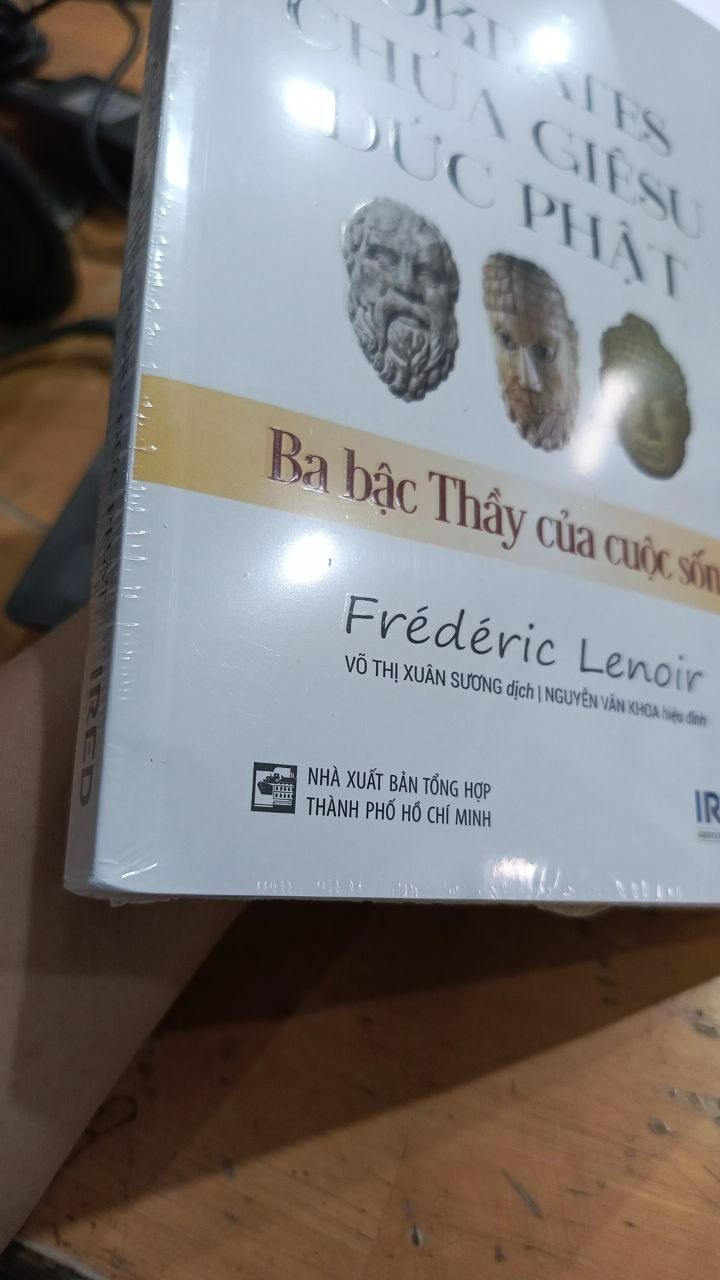 CHÚA GIÊSU
ĐỨC PHẬT
Ba bậc Thầy của cuộc
Frédéric Lenoir
VÕ THỊ XUÂN SƯƠNG dịch | NGUYỄN VĂN KHOA hiệu đính
NHÀ XUẤT BẢN TỔNG HỢP
THÀNH PHỐ HỒ CHÍ MINH
IRED